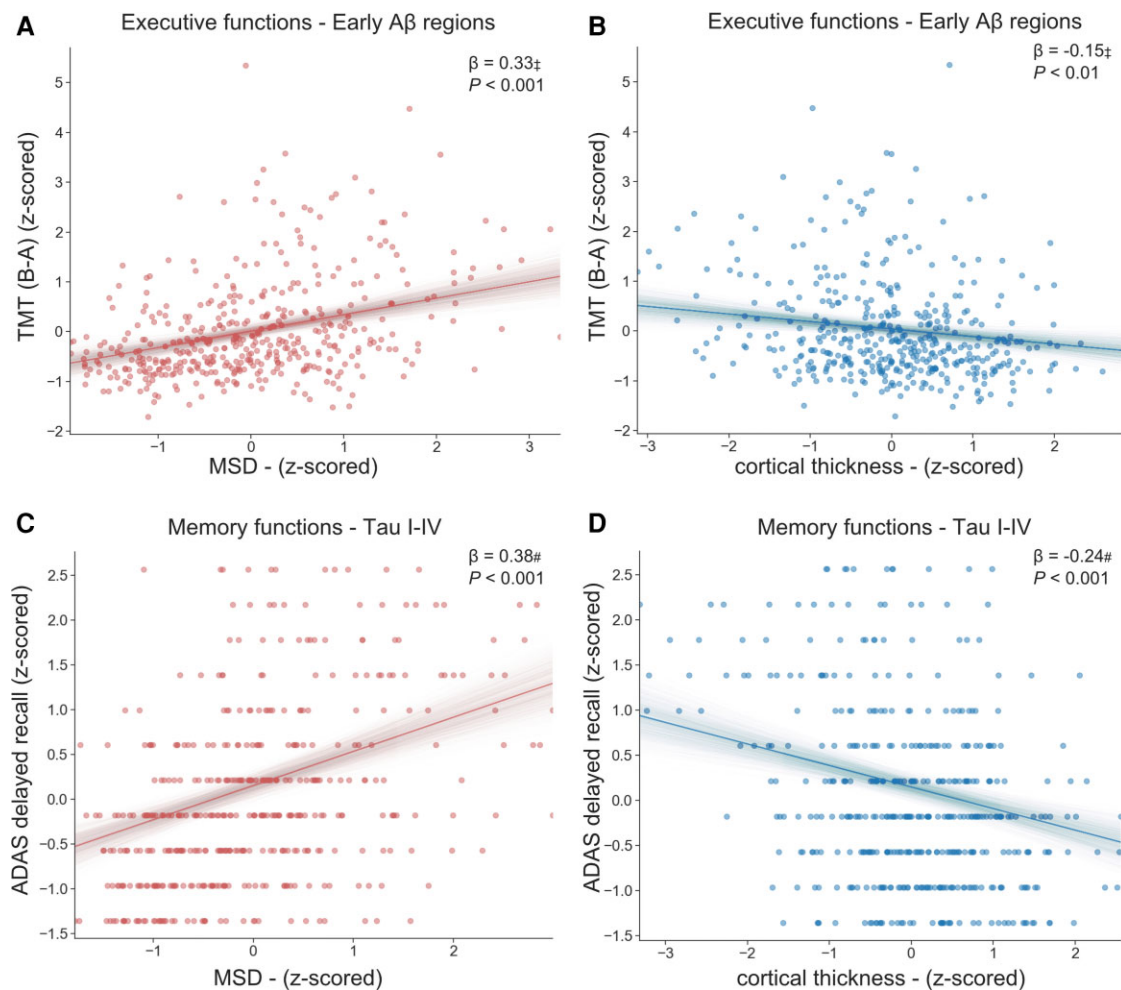 A
Executive functions - Early Aβ regions
β = 0.33‡
P < 0.001
TMT (B-A) (z-scored)
5
4
3
2
1
0
−1
−2
−1
0
1
2
3
MSD - (z-scored)
B
Executive functions - Early Aβ regions
β = -0.15‡
P < 0.01
TMT (B-A) (z-scored)
5
4
3
2
1
0
−1
−2
−3
−2
−1
0
1
2
cortical thickness - (z-scored)
C
Memory functions - Tau I-IV
β = 0.38#
P < 0.001
ADAS delayed recall (z-scored)
2.5
2.0
1.5
1.0
0.5
0.0
−0.5
−1.0
−1.5
−1
0
1
2
MSD - (z-scored)
D
Memory functions - Tau I-IV
β = -0.24#
P < 0.001
ADAS delayed recall (z-scored)
2.5
2.0
1.5
1.0
0.5
0.0
−0.5
−1.0
−1.5
−3
−2
−1
0
1
2
cortical thickness - (z-scored)